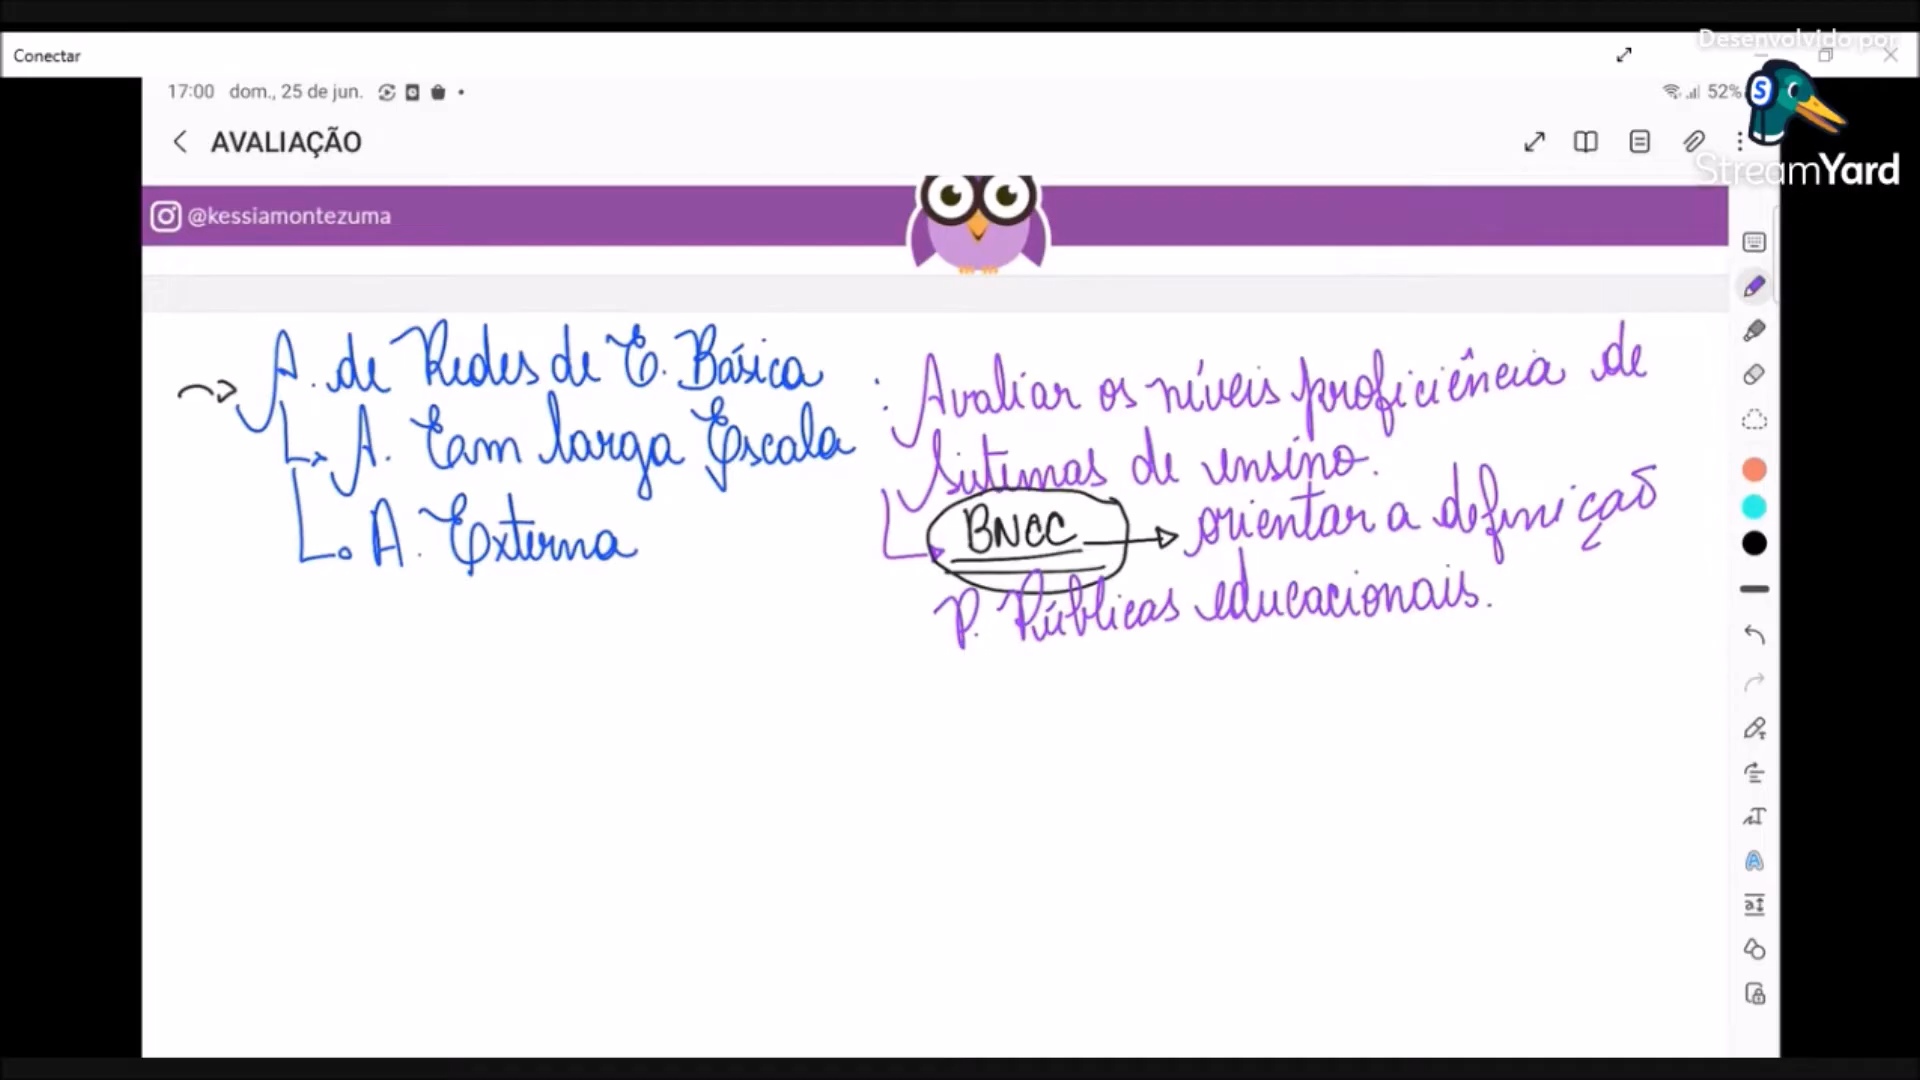 Conectar
Desenvolvido por
17:00 dom., 25 de jun.
52%
AVALIAÇÃO
StreamYard
@kessiamontezuma
A. de Redes de E. Básica
: Avaliar os níveis proficiência de
A. Eam larga Escala
Sistemas de ensino.
A. Externa
BNCC → orientar a definição
P. Públicas educacionais.